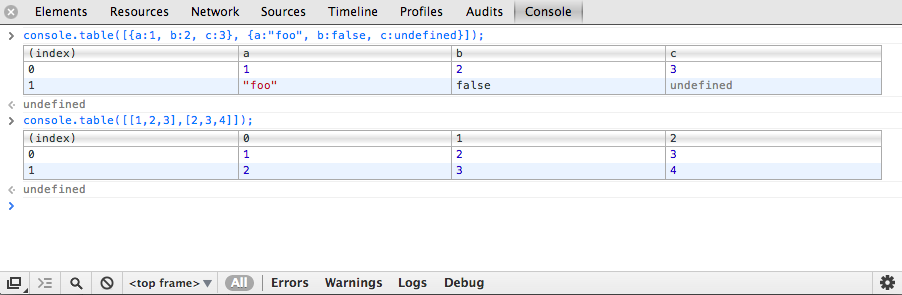 Elements Resources Network Sources Timeline Profiles Audits Console
console.table([{a:1, b:2, c:3}, {a:"foo", b:false, c:undefined}]);
(index) a b c
0 1 2 3
1 "foo" false undefined
undefined
console.table([[1,2,3],[2,3,4]]);
(index) 0 1 2
0 1 2 3
1 2 3 4
undefined
<top frame> All Errors Warnings Logs Debug